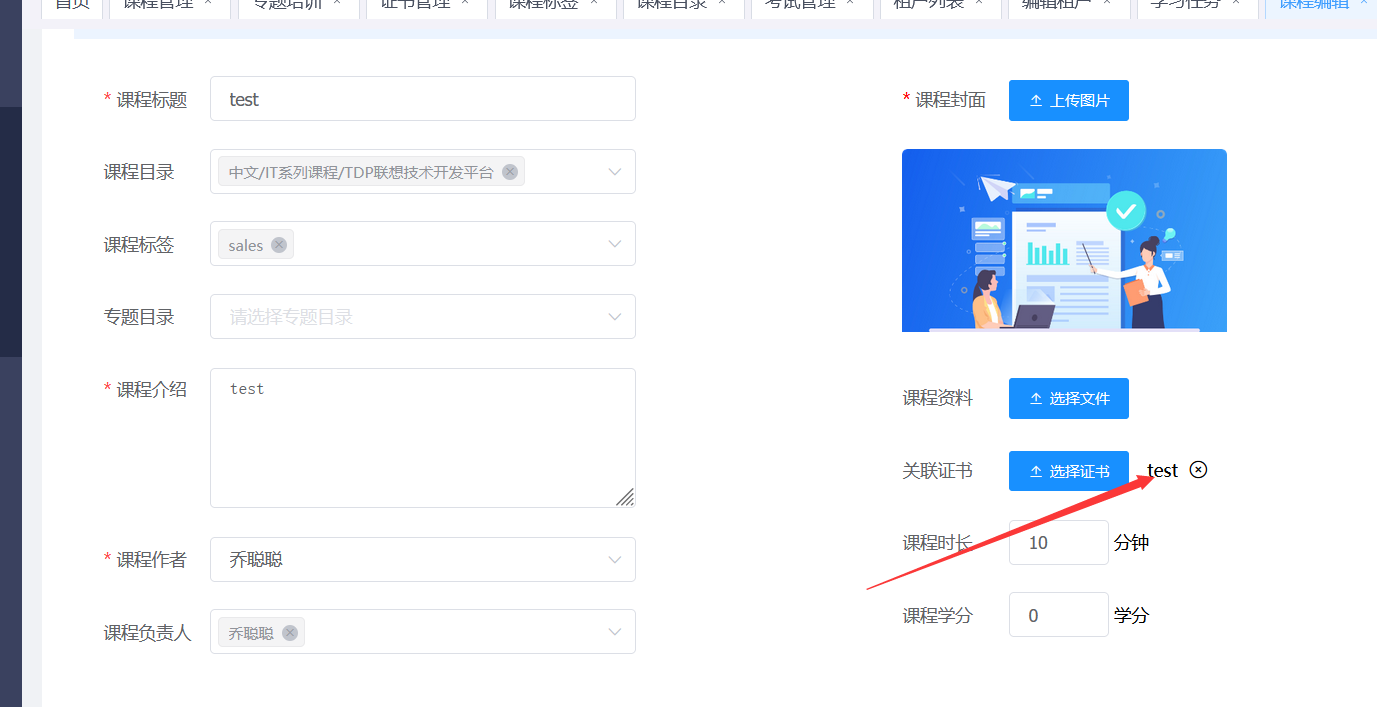 首页 课程管理 × 专题培训 × 证书管理 × 课程标签 × 课程目录 × 考试管理 × 租户列表 × 编辑租户 × 学习任务 × 课程编辑 ×
* 课程标题 test
课程目录 中文/IT系列课程/TDP联想技术开发平台
课程标签 sales
专题目录 请选择专题目录
* 课程介绍 test
* 课程作者 乔聪聪
课程负责人 乔聪聪
* 课程封面 上传图片
课程资料 选择文件
关联证书 选择证书 test
课程时长 10 分钟
课程学分 0 学分